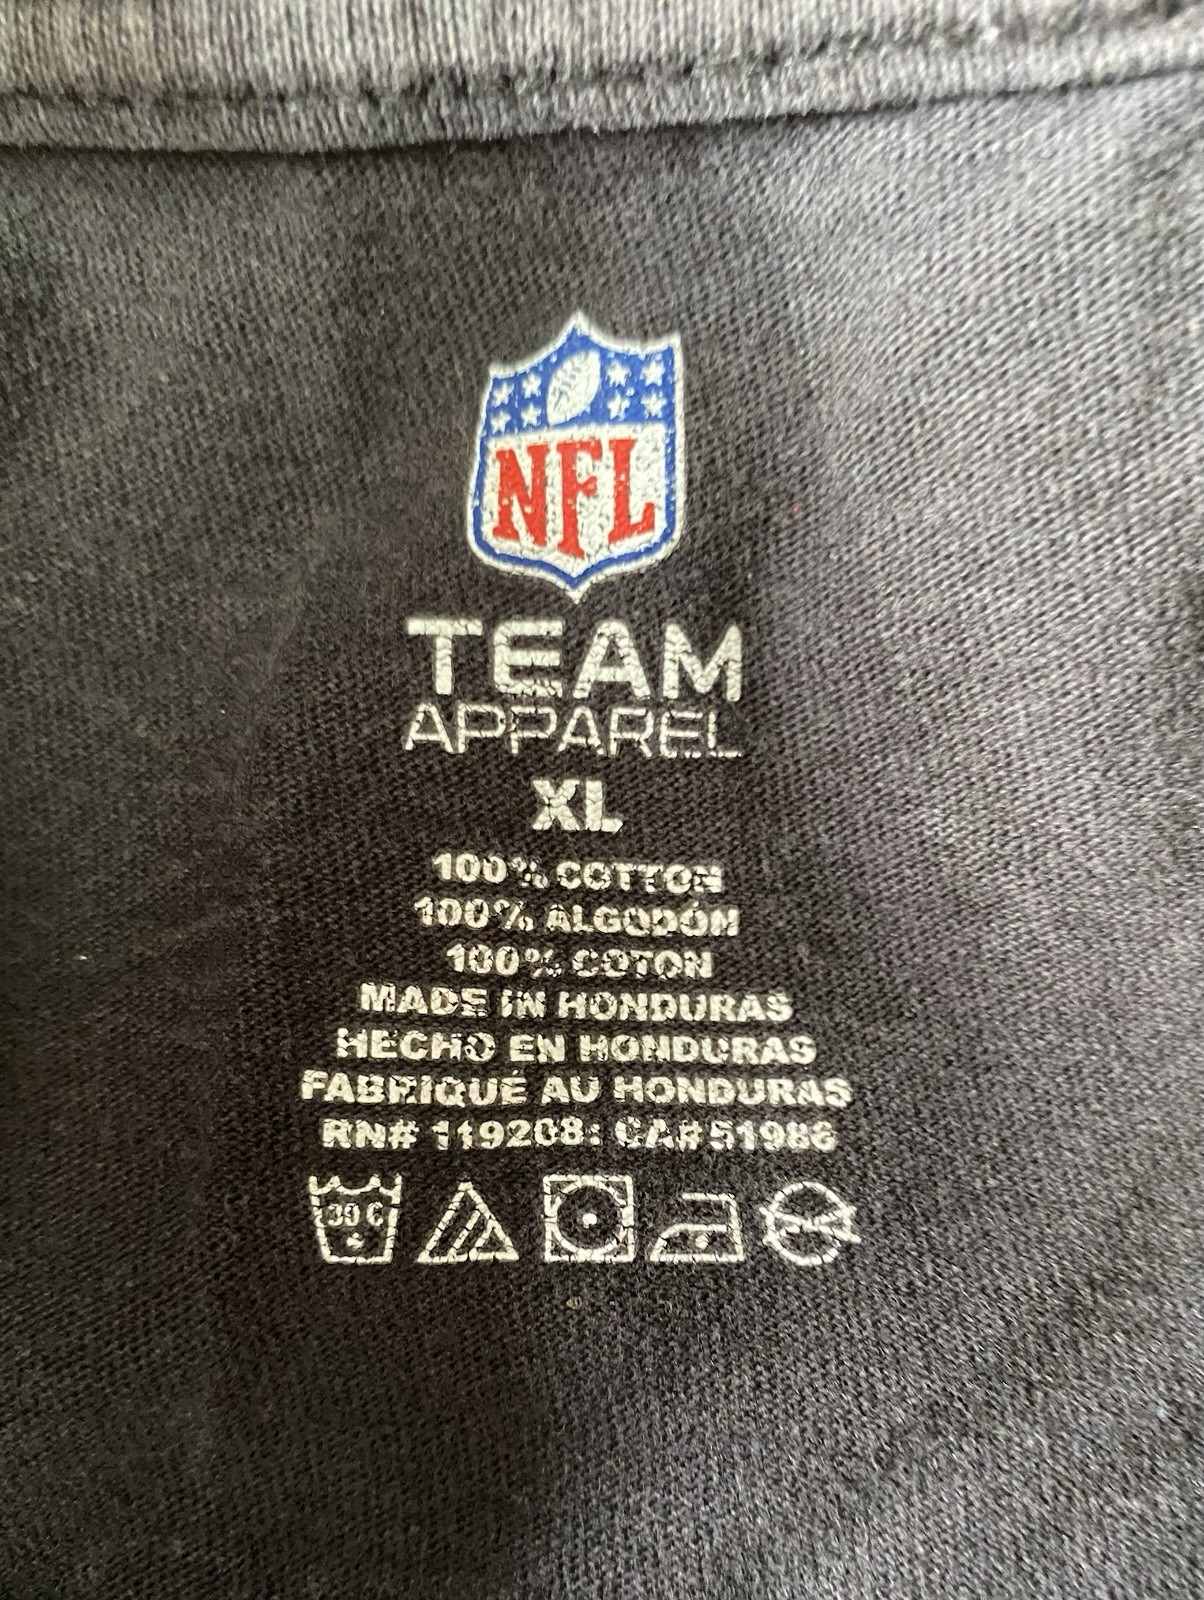 NFL
TEAM
APPAREL
XL
100% COTTON
100% ALGODÓN
100% COTON
MADE IN HONDURAS
HECHO EN HONDURAS
FABRIQUÉ AU HONDURAS
RN# 119208: CA# 51986
30 C